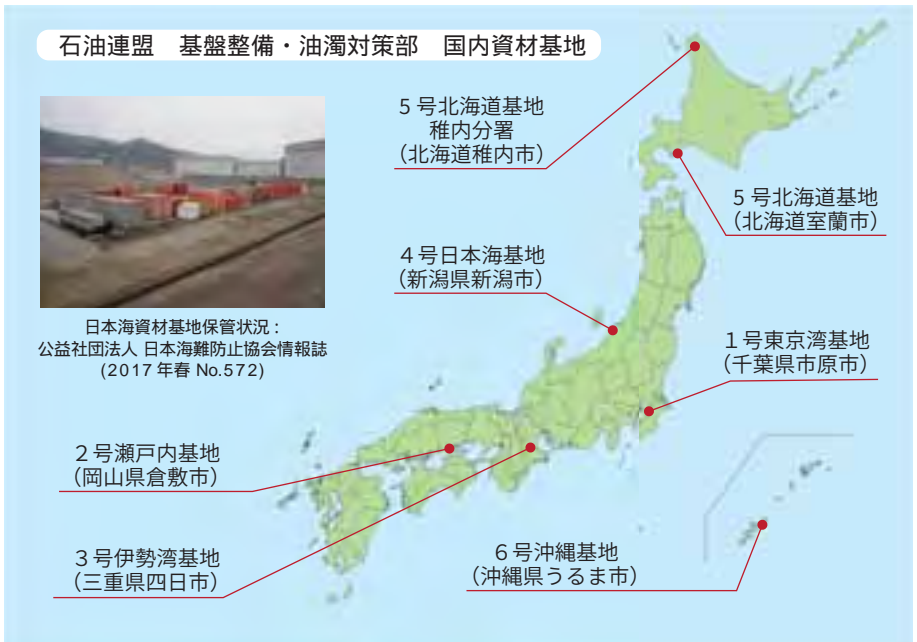 石油連盟　基盤整備・油濁対策部　国内資材基地
5号北海道基地
稚内分署
(北海道稚内市)
5号北海道基地
(北海道室蘭市)
4号日本海基地
(新潟県新潟市)
日本海資材基地保管状況：
公益社団法人 日本海難防止協会情報誌
(2017年春 No.572)
1号東京湾基地
(千葉県市原市)
2号瀬戸内基地
(岡山県倉敷市)
3号伊勢湾基地
(三重県四日市)
6号沖縄基地
(沖縄県うるま市)